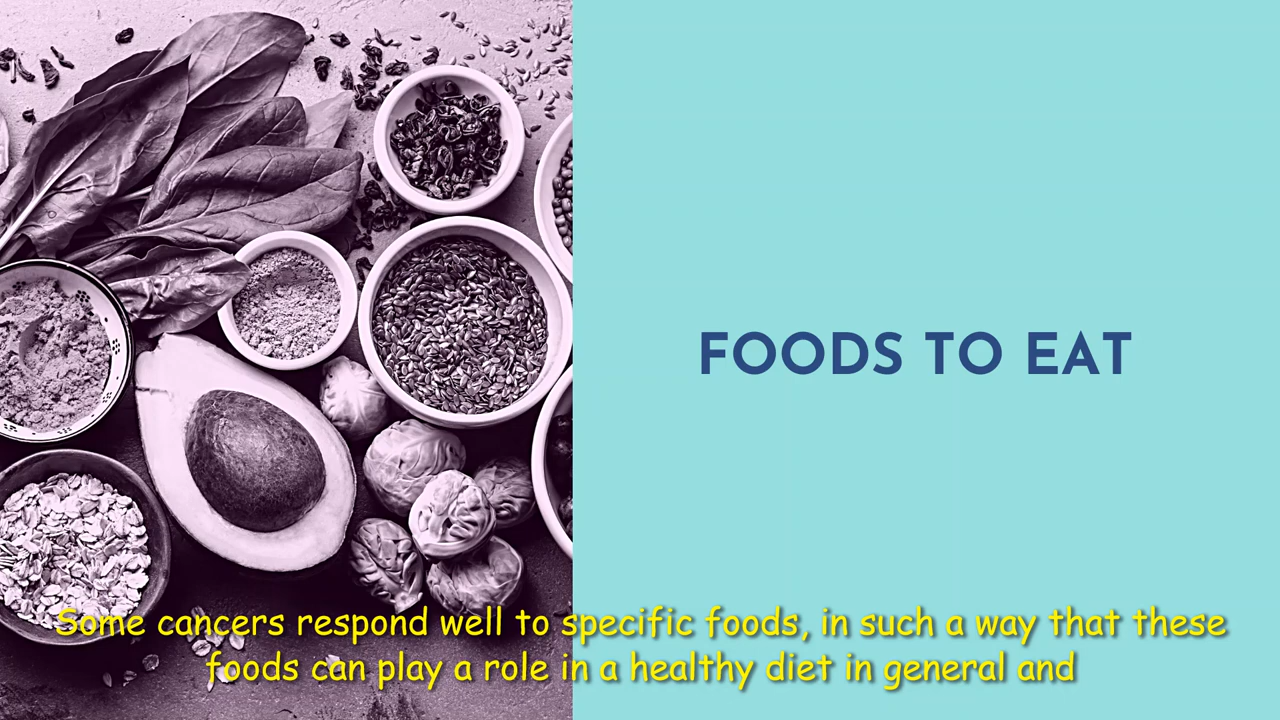 FOODS TO EAT
Some cancers respond well to specific foods, in such a way that these
foods can play a role in a healthy diet in general and